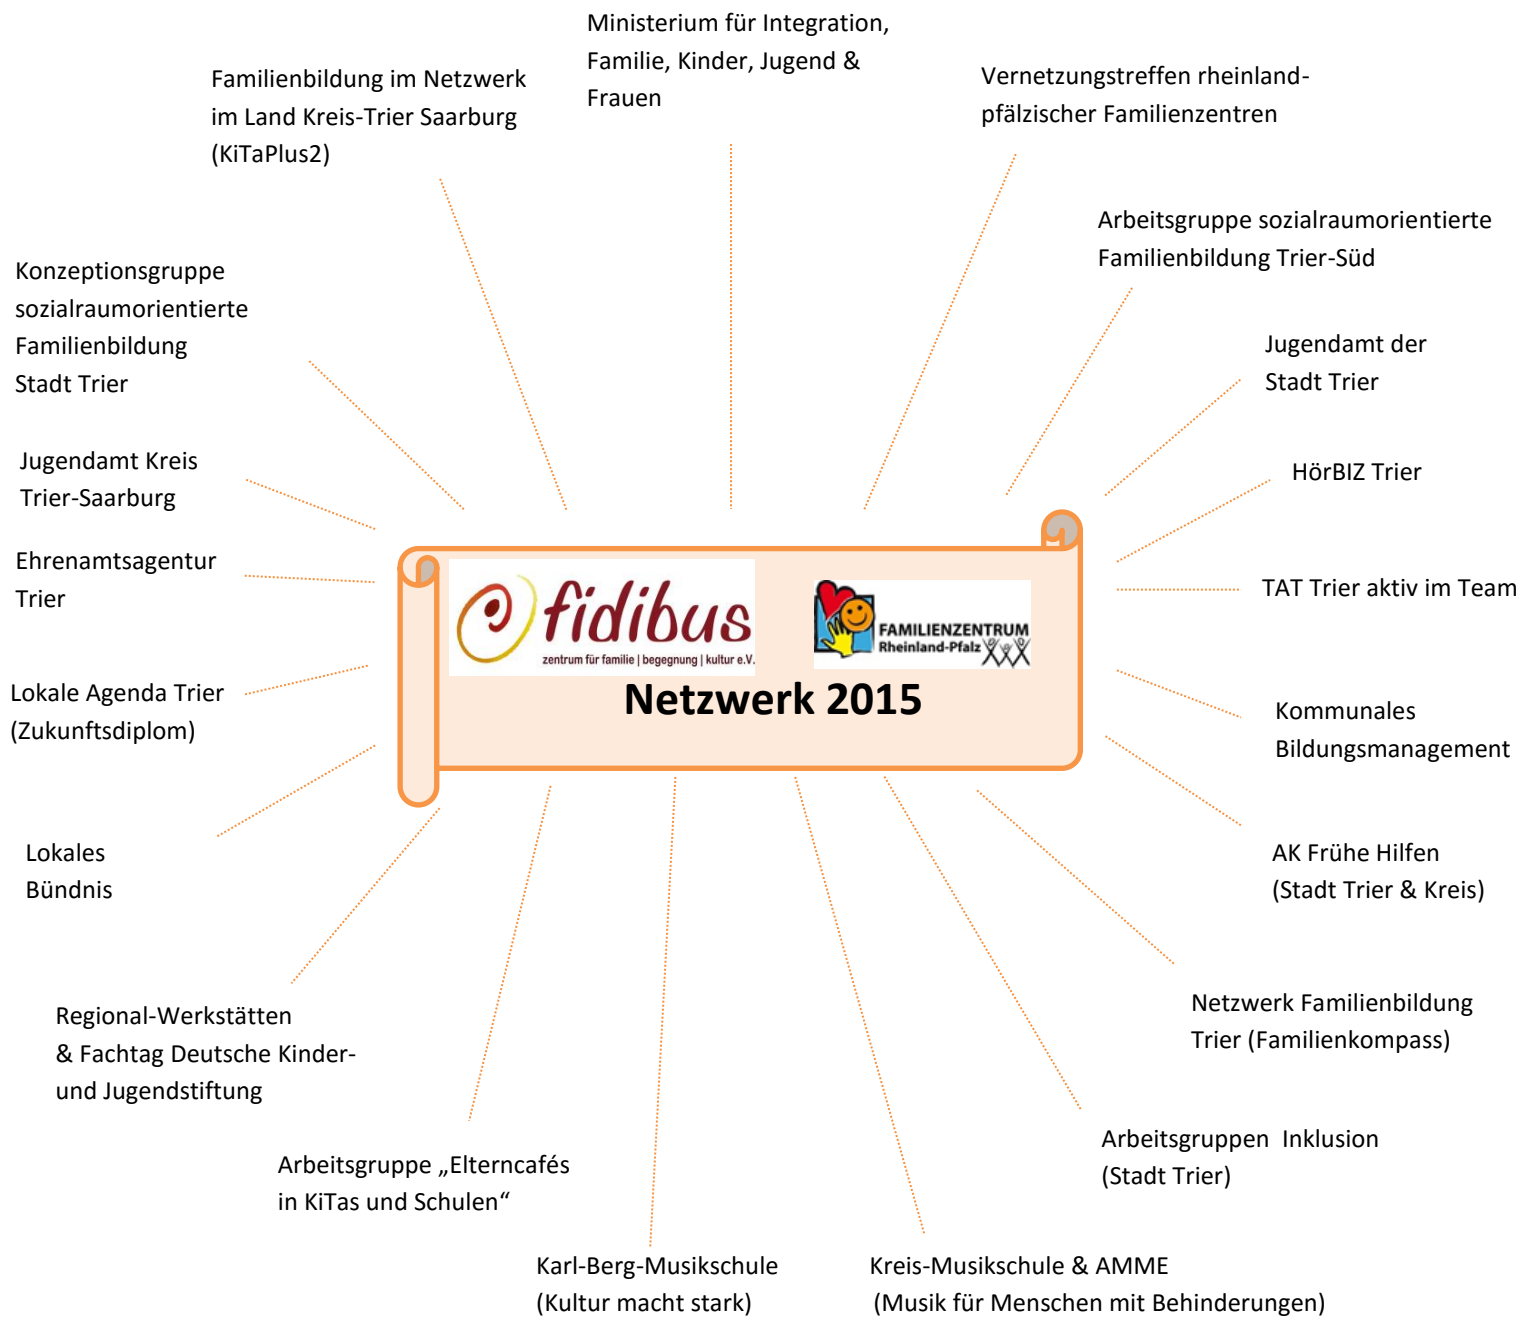 Ministerium für Integration,
Familie, Kinder, Jugend &
Frauen
Familienbildung im Netzwerk
im Land Kreis-Trier Saarburg
(KiTaPlus2)
Vernetzungstreffen rheinland-
pfälzischer Familienzentren
Arbeitsgruppe sozialraumorientierte
Familienbildung Trier-Süd
Konzeptionsgruppe
sozialraumorientierte
Familienbildung
Stadt Trier
Jugendamt der
Stadt Trier
Jugendamt Kreis
Trier-Saarburg
HörBIZ Trier
Ehrenamtsagentur
Trier
TAT Trier aktiv im Team
fidibus
zentrum für familie | begegnung | kultur e.V.
FAMILIENZENTRUM
Rheinland-Pfalz
Netzwerk 2015
Lokale Agenda Trier
(Zukunftsdiplom)
Kommunales
Bildungsmanagement
Lokales
Bündnis
AK Frühe Hilfen
(Stadt Trier & Kreis)
Regional-Werkstätten
& Fachtag Deutsche Kinder-
und Jugendstiftung
Netzwerk Familienbildung
Trier (Familienkompass)
Arbeitsgruppe „Elterncafés
in KiTas und Schulen“
Arbeitsgruppen  Inklusion
(Stadt Trier)
Karl-Berg-Musikschule
(Kultur macht stark)
Kreis-Musikschule & AMME
(Musik für Menschen mit Behinderungen)